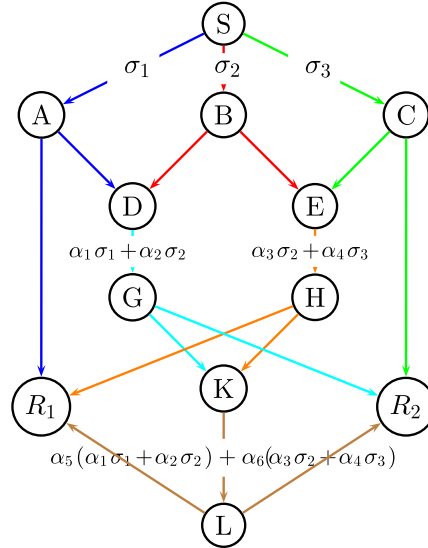 S
σ₁ σ₂ σ₃
A B C
D E
α₁σ₁+α₂σ₂ α₃σ₂+α₄σ₃
G H
K
R₁ R₂
α₅(α₁σ₁+α₂σ₂) + α₆(α₃σ₂+α₄σ₃)
L